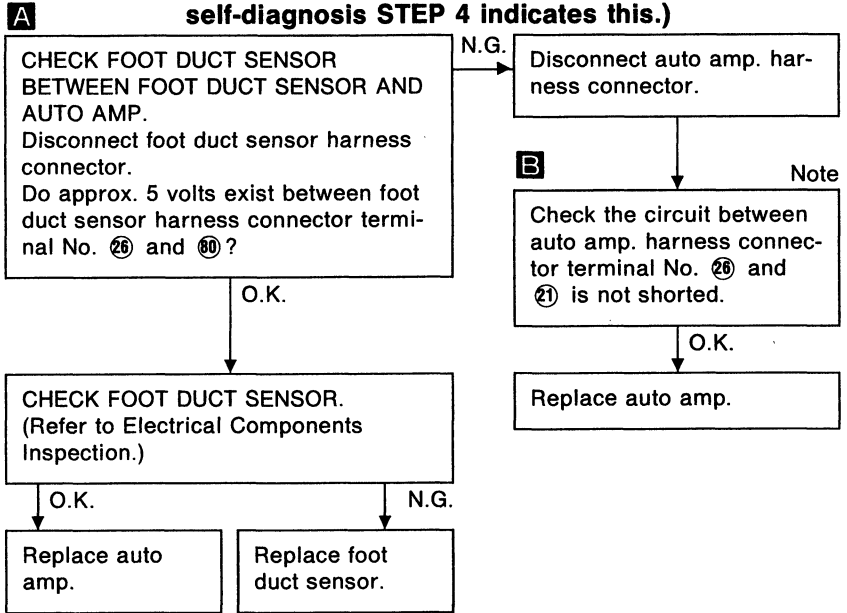 self-diagnosis STEP 4 indicates this.)
A
CHECK FOOT DUCT SENSOR
BETWEEN FOOT DUCT SENSOR AND
AUTO AMP.
Disconnect foot duct sensor harness
connector.
Do approx. 5 volts exist between foot
duct sensor harness connector termi-
nal No. ㉖ and 80 ?
N.G.
Disconnect auto amp. har-
ness connector.
B
Note
Check the circuit between
auto amp. harness connec-
tor terminal No. ㉖ and
㉑ is not shorted.
O.K.
Replace auto amp.
O.K.
CHECK FOOT DUCT SENSOR.
(Refer to Electrical Components
Inspection.)
O.K.
N.G.
Replace auto
amp.
Replace foot
duct sensor.